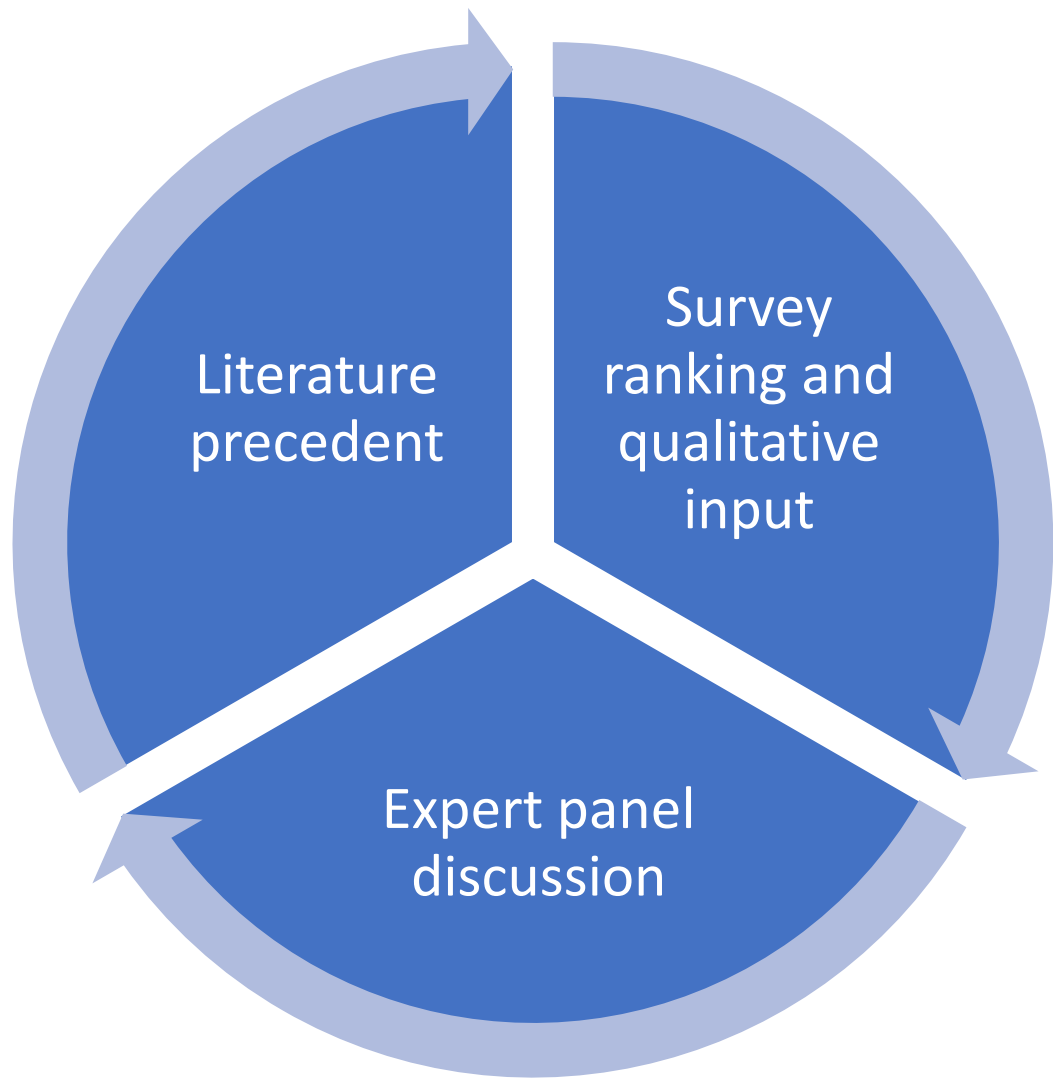 Literature
precedent
Survey
ranking and
qualitative
input
Expert panel
discussion